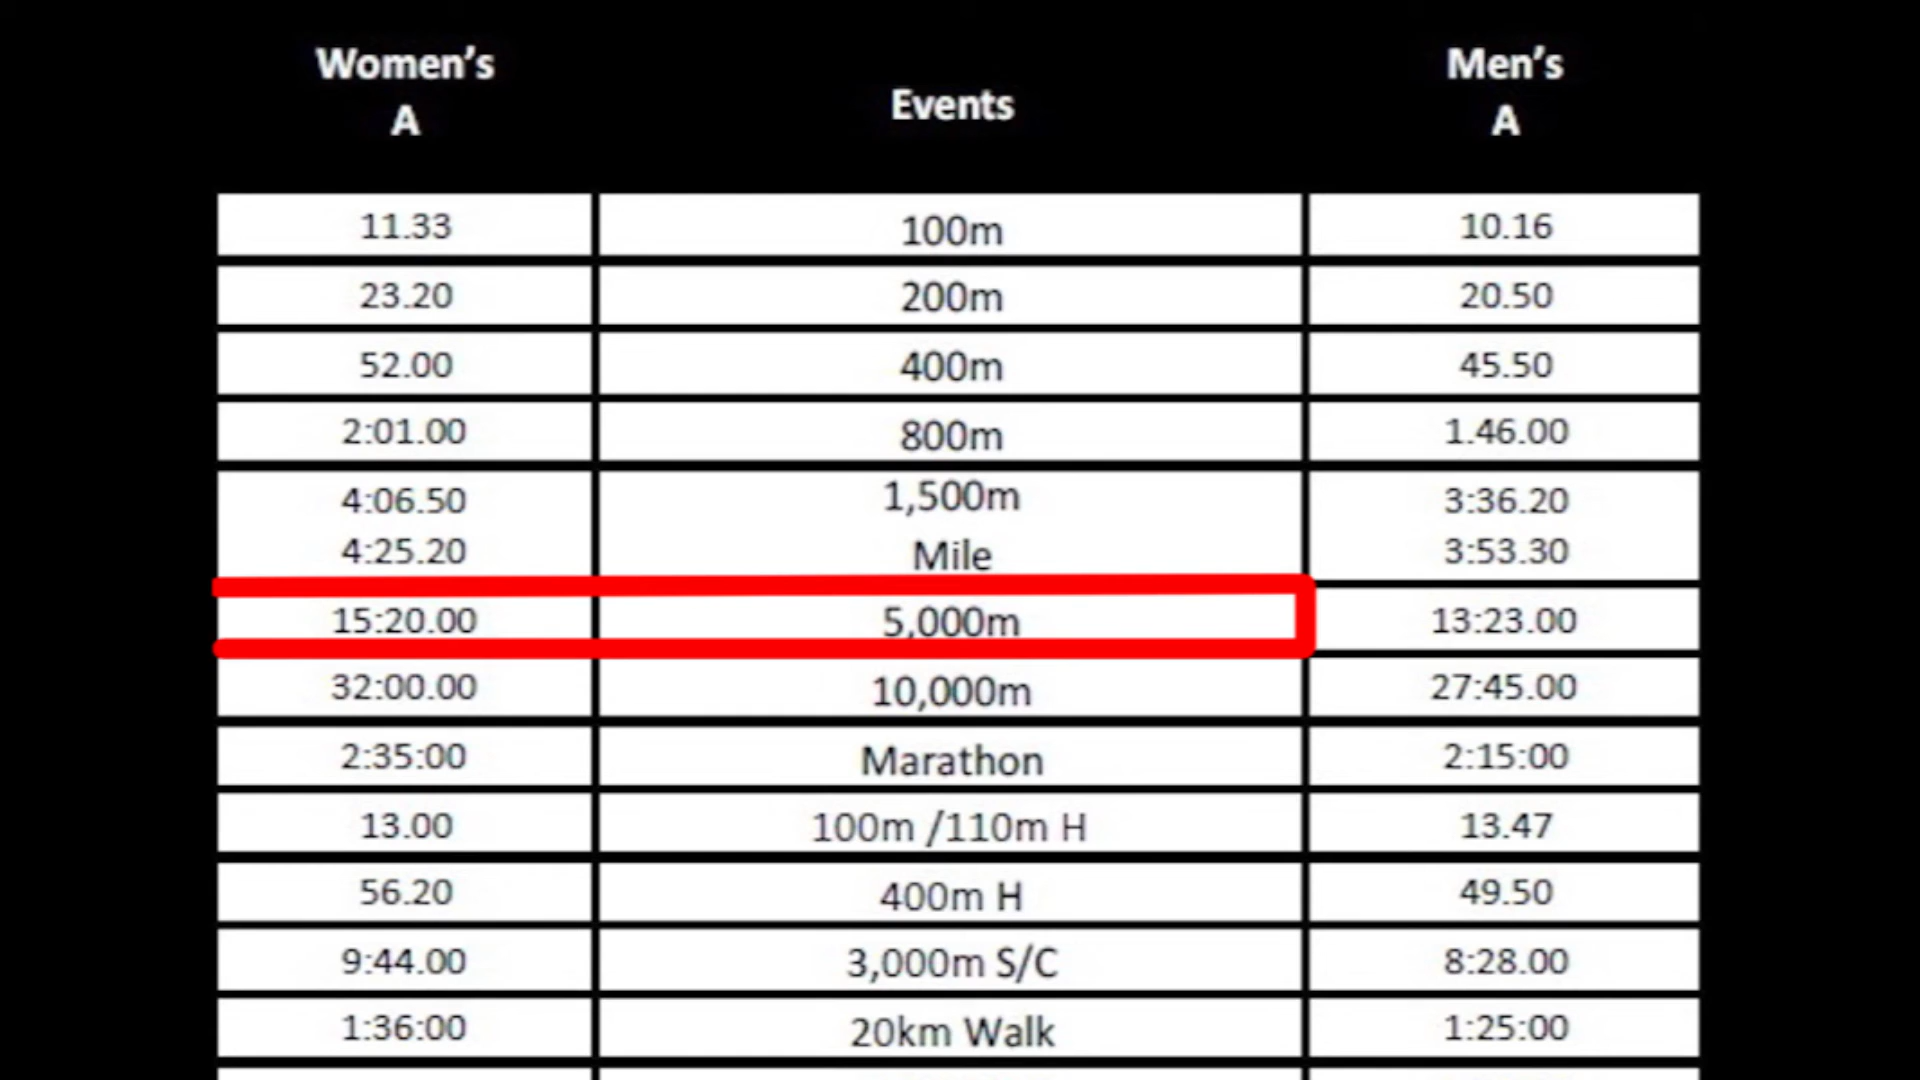 Women's
A
Events
Men's
A
11.33 100m 10.16
23.20 200m 20.50
52.00 400m 45.50
2:01.00 800m 1.46.00
4:06.50 1,500m 3:36.20
4:25.20 Mile 3:53.30
15:20.00 5,000m 13:23.00
32:00.00 10,000m 27:45.00
2:35:00 Marathon 2:15:00
13.00 100m /110m H 13.47
56.20 400m H 49.50
9:44.00 3,000m S/C 8:28.00
1:36:00 20km Walk 1:25:00